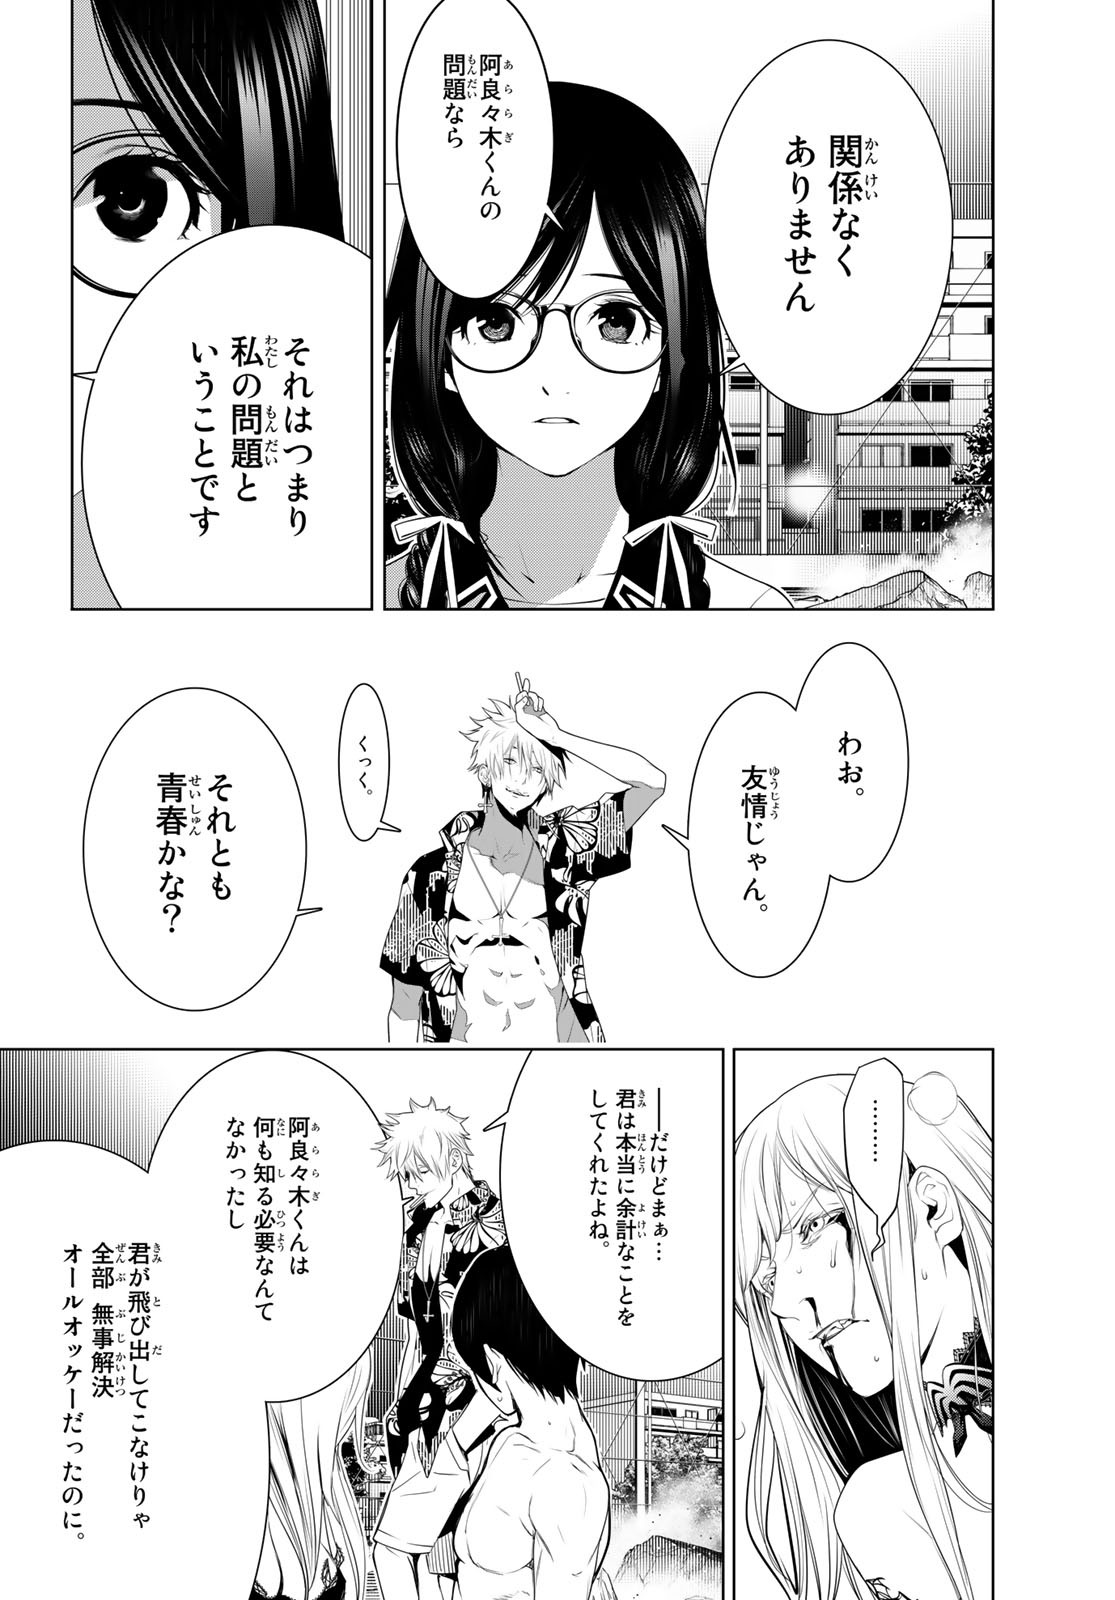 関係なく
ありません
阿良々木くんの
問題なら
それはつまり
私の問題と
いうことです
わお。
友情じゃん。
くっく。
それとも
青春かな？
………
――だけどまぁ…
君は本当に余計なことを
してくれたよね。
阿良々木くんは
何も知る必要なんて
なかったし
君が飛び出してこなけりゃ
全部 無事解決
オールオッケーだったのに。